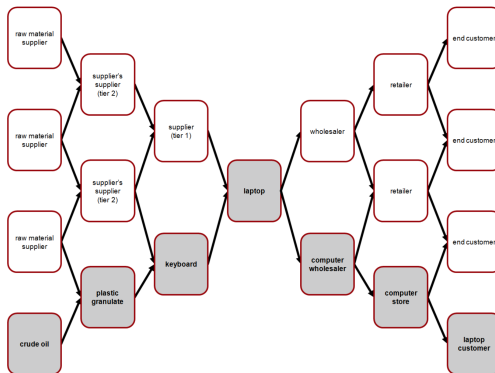 raw material
supplier
raw material
supplier
raw material
supplier
crude oil
supplier's
supplier
(tier 2)
supplier's
supplier
(tier 2)
plastic
granulate
supplier
(tier 1)
keyboard
laptop
wholesaler
computer
wholesaler
retailer
retailer
computer
store
end customer
end customer
end customer
laptop
customer